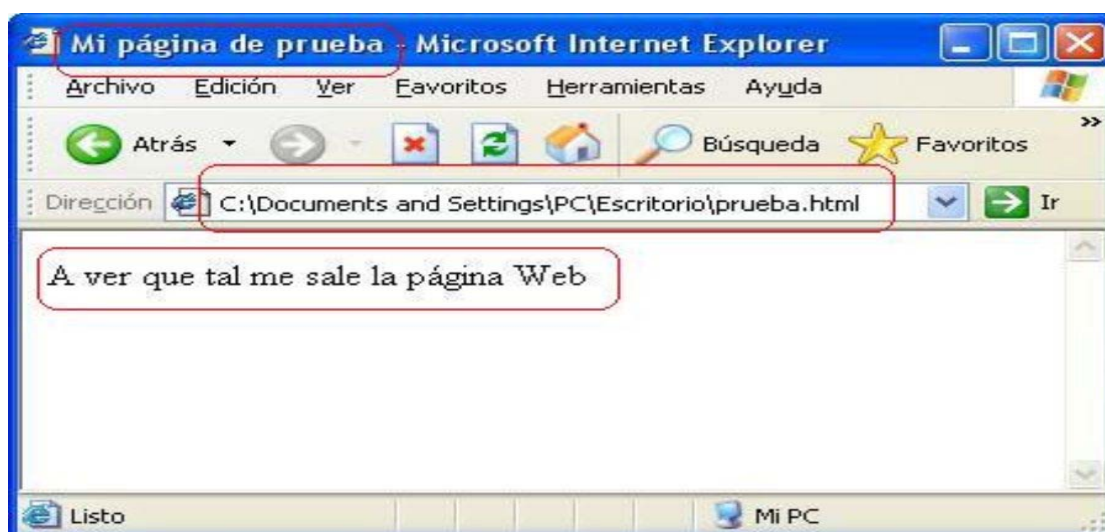 Mi página de prueba - Microsoft Internet Explorer
Archivo Edición Ver Favoritos Herramientas Ayuda
Atrás Búsqueda Favoritos »
Dirección C:\Documents and Settings\PC\Escritorio\prueba.html Ir
A ver que tal me sale la página Web
Listo Mi PC